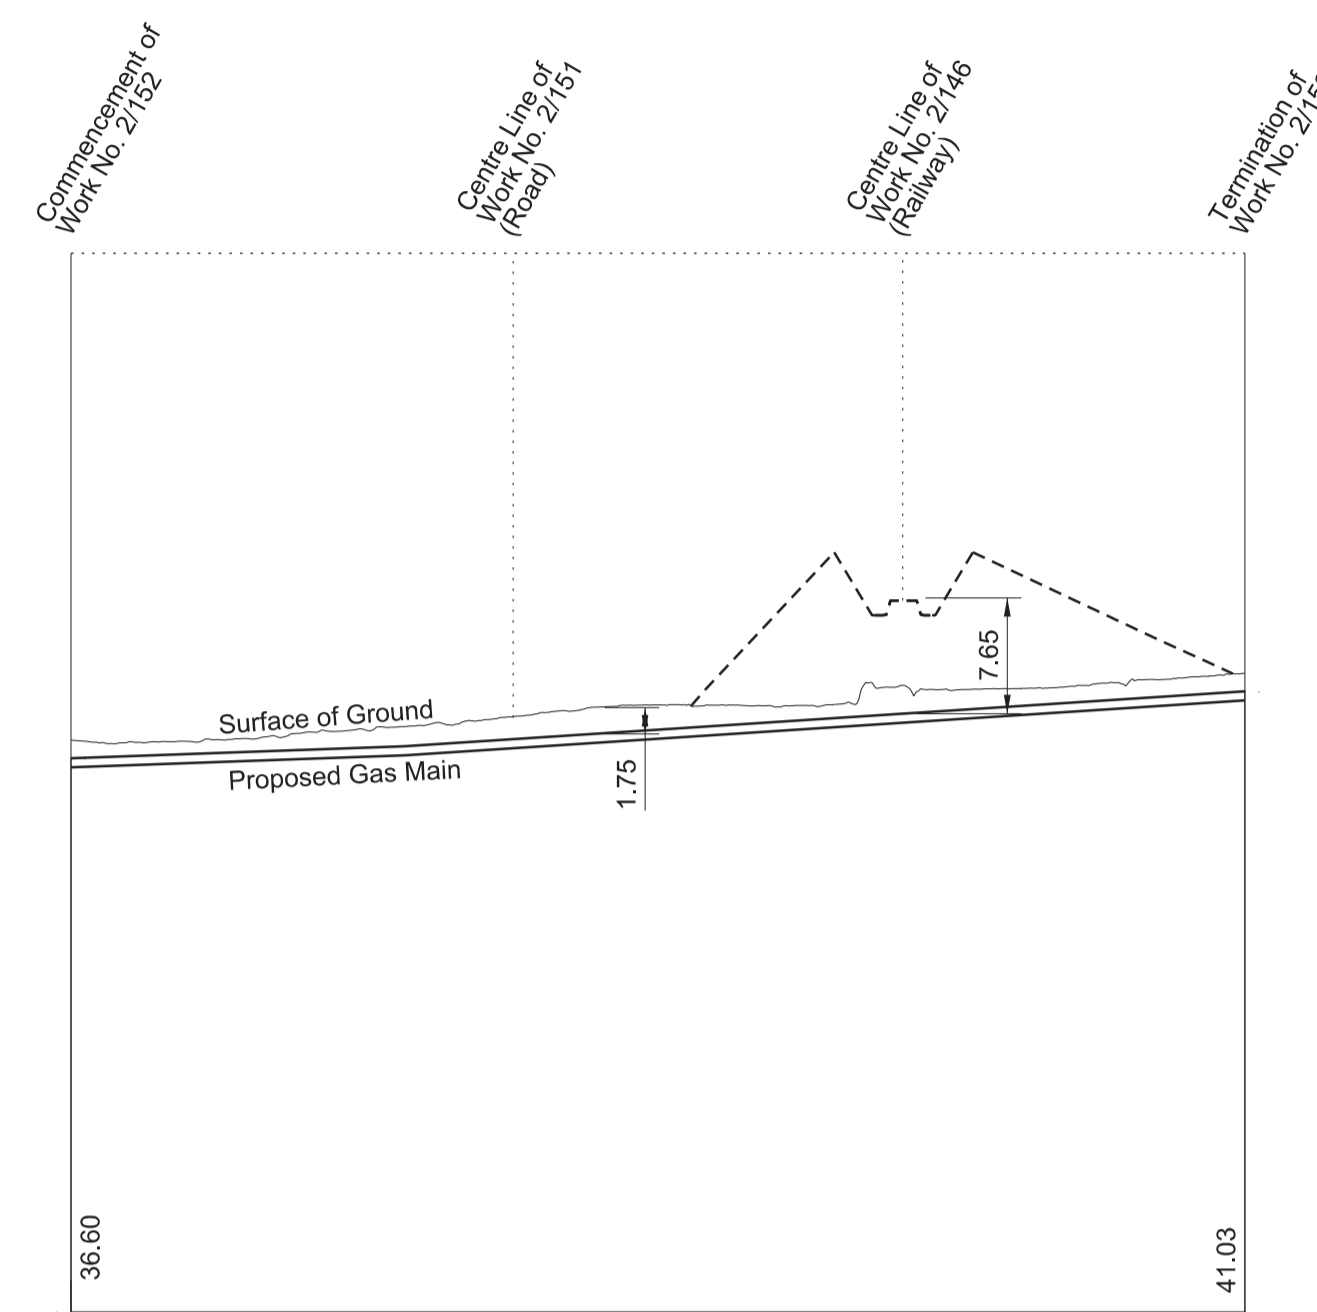 Commencement of
Work No. 2/152
Centre Line of
Work No. 2/151
(Road)
Centre Line of
Work No. 2/146
(Railway)
Termination of
Work No.
Surface of Ground
Proposed Gas Main
1.75
7.65
36.60
41.03